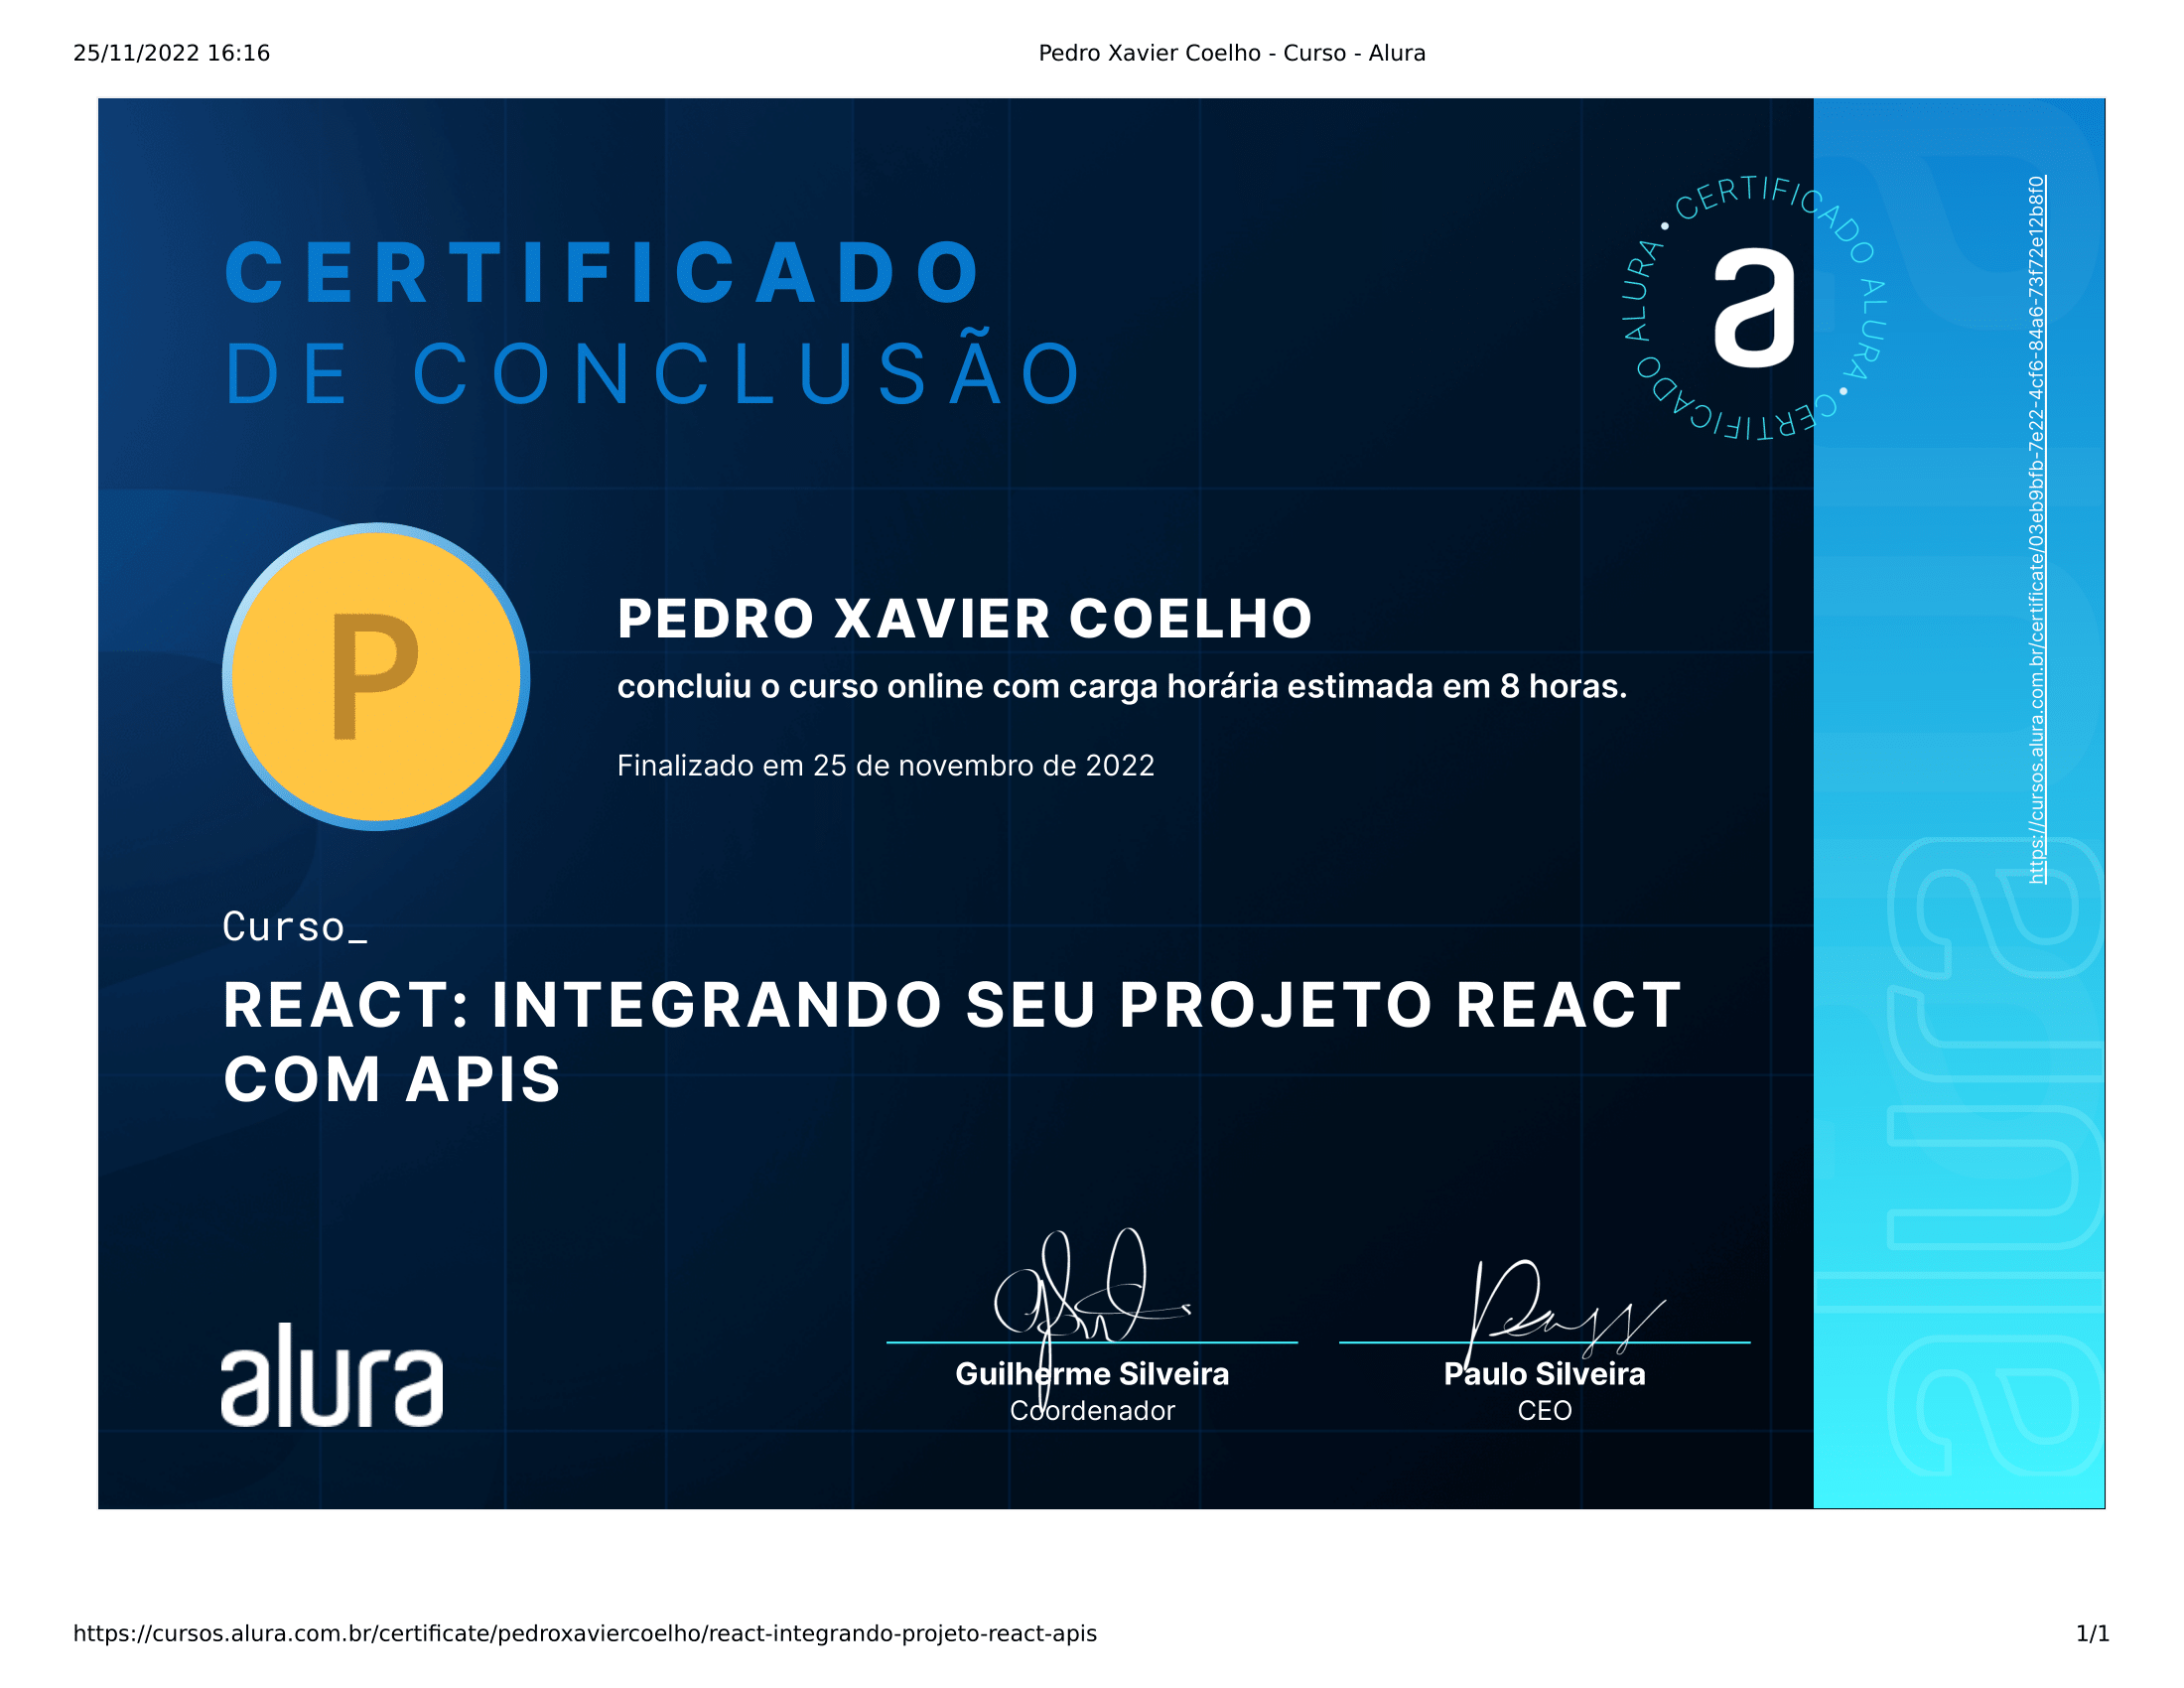 25/11/2022 16:16
Pedro Xavier Coelho - Curso - Alura
CERTIFICADO
DE CONCLUSÃO
CERTIFICADO ALURA • CERTIFICADO ALURA •
a
https://cursos.alura.com.br/certificate/03eb9bfb-7e22-4cf6-84a6-73f72e12b8f0
P
PEDRO XAVIER COELHO
concluiu o curso online com carga horária estimada em 8 horas.
Finalizado em 25 de novembro de 2022
Curso_
REACT: INTEGRANDO SEU PROJETO REACT
COM APIS
alura
alura
Guilherme Silveira
Coordenador
Paulo Silveira
CEO
https://cursos.alura.com.br/certificate/pedroxaviercoelho/react-integrando-projeto-react-apis
1/1